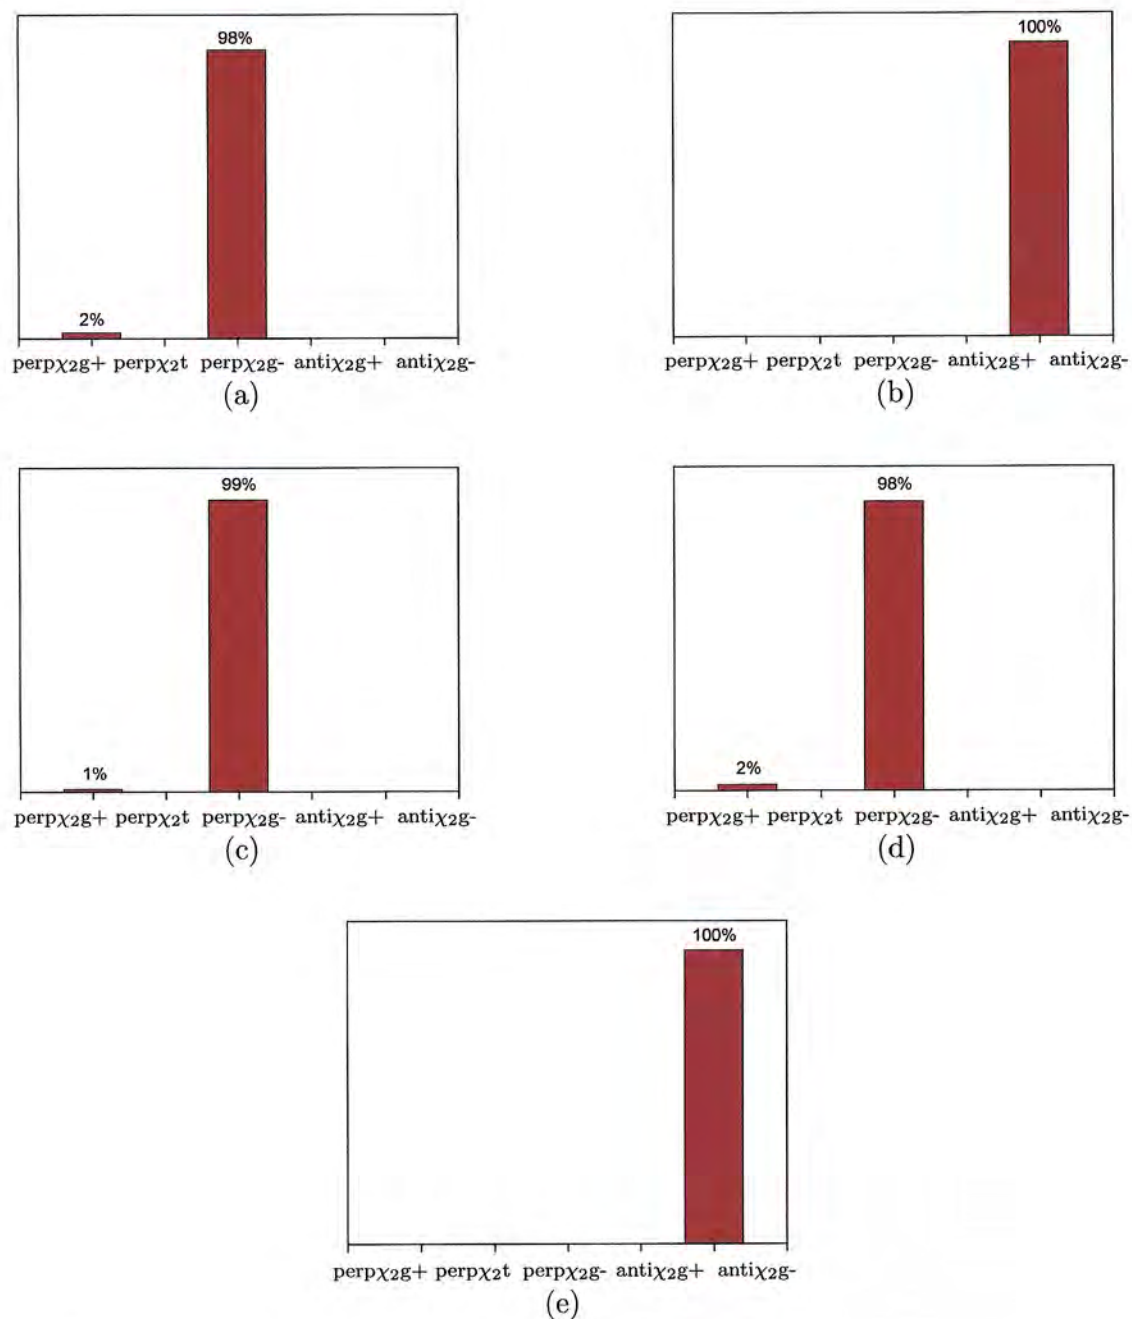 98%
2%
perpχ₂g+ perpχ₂t perpχ₂g- antiχ₂g+ antiχ₂g-
(a)
100%
perpχ₂g+ perpχ₂t perpχ₂g- antiχ₂g+ antiχ₂g-
(b)
99%
1%
perpχ₂g+ perpχ₂t perpχ₂g- antiχ₂g+ antiχ₂g-
(c)
98%
2%
perpχ₂g+ perpχ₂t perpχ₂g- antiχ₂g+ antiχ₂g-
(d)
100%
perpχ₂g+ perpχ₂t perpχ₂g- antiχ₂g+ antiχ₂g-
(e)